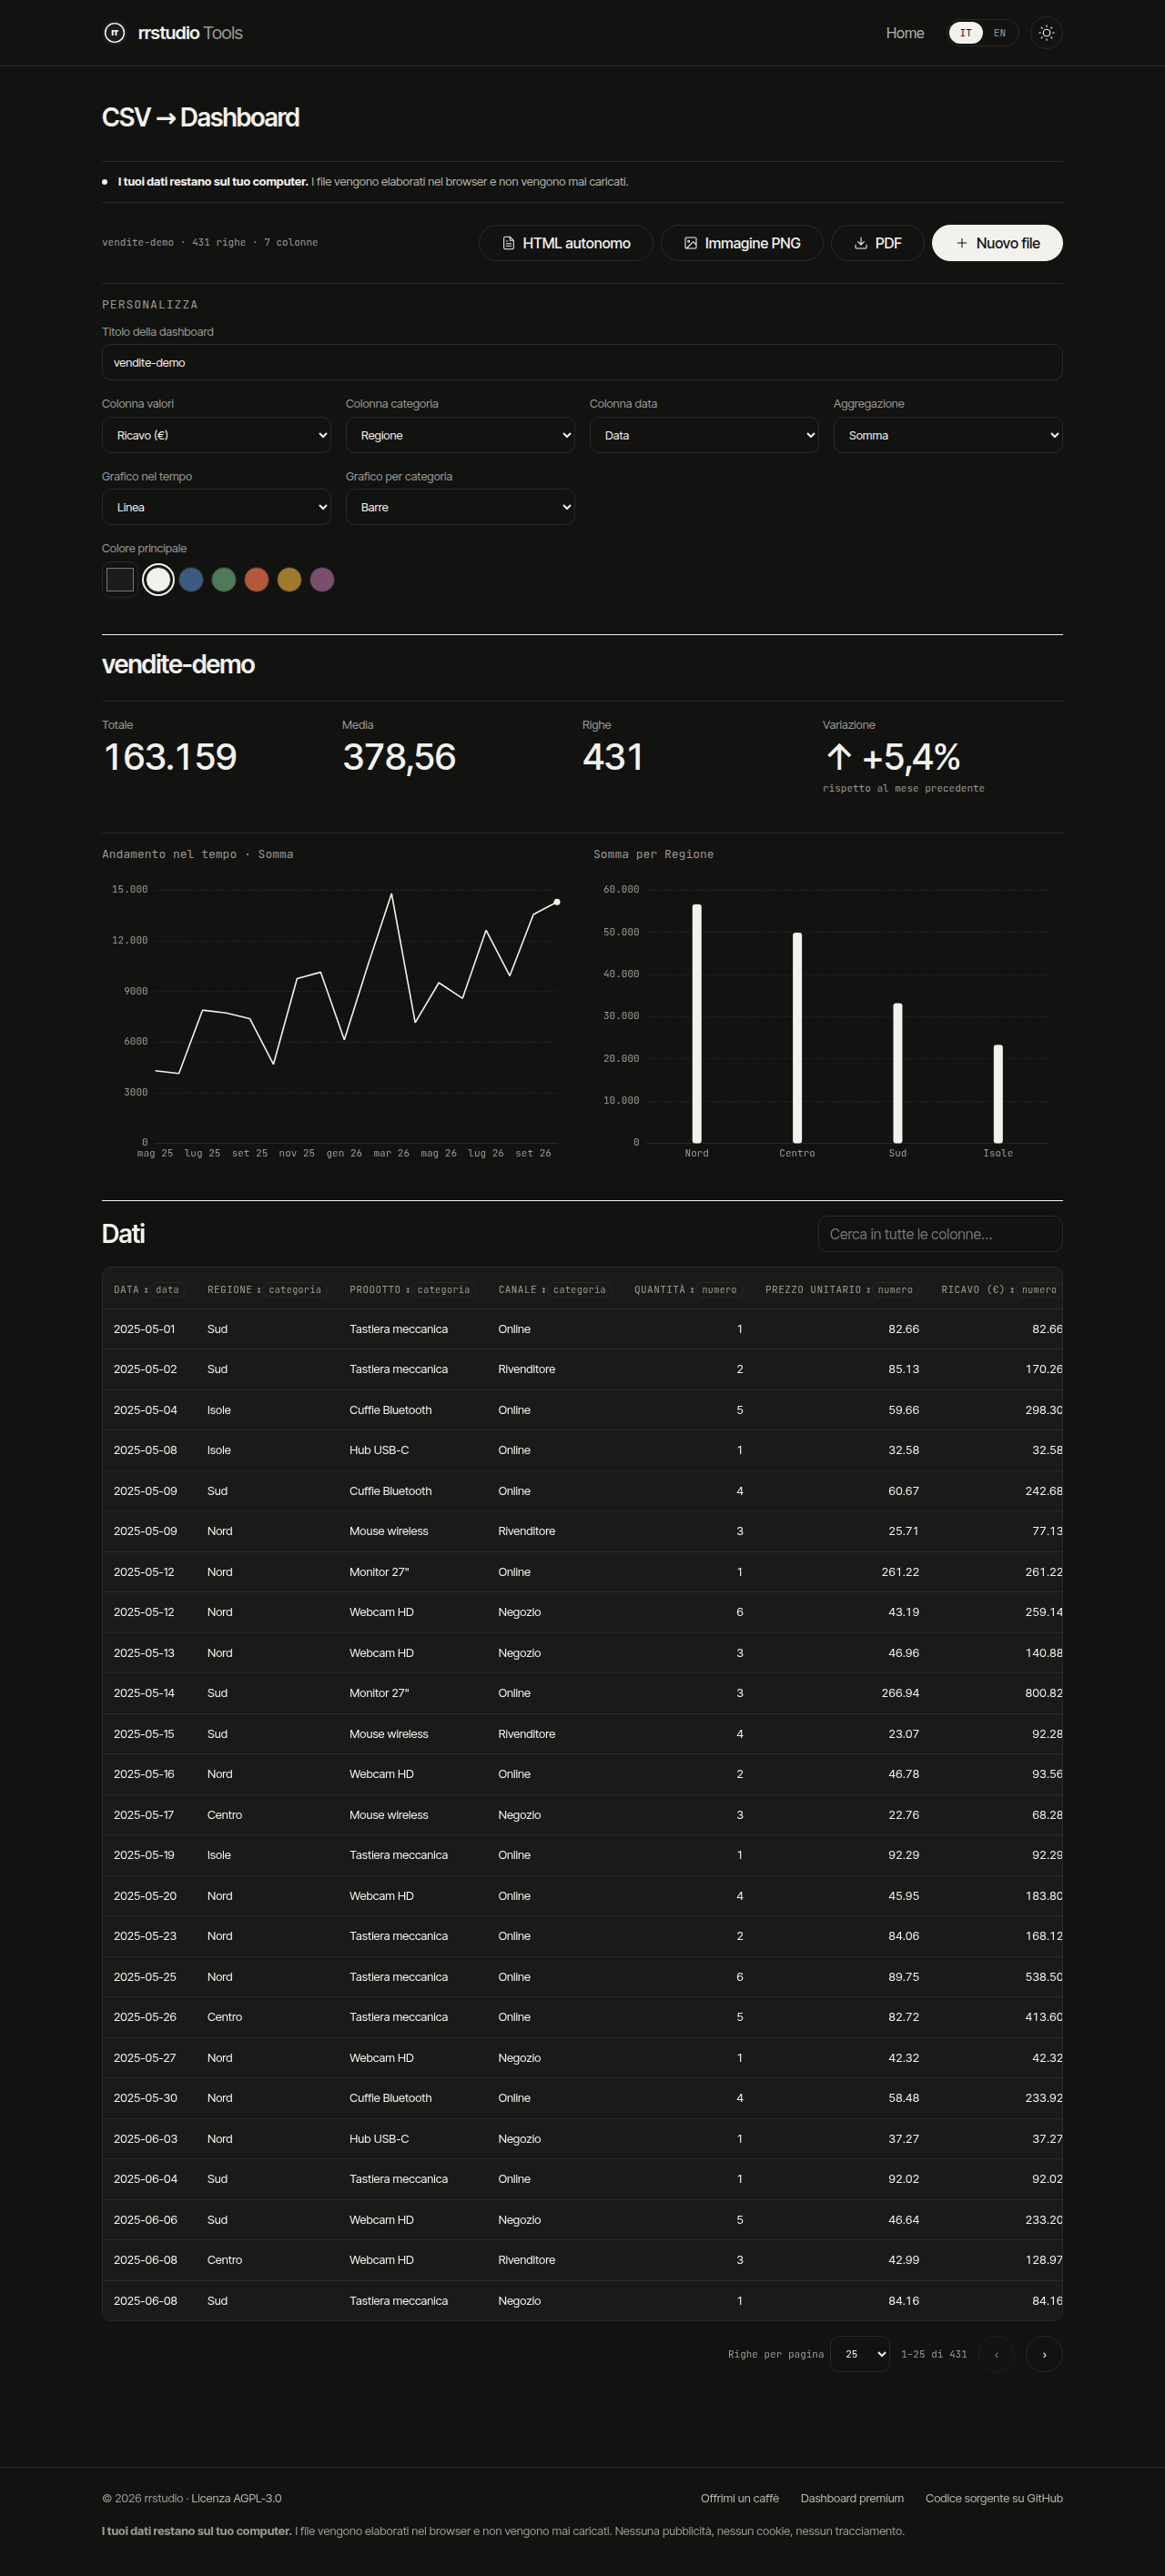 rr rrstudio Tools Home IT EN
CSV → Dashboard
I tuoi dati restano sul tuo computer. I file vengono elaborati nel browser e non vengono mai caricati.
vendite-demo · 431 righe · 7 colonne HTML autonomo Immagine PNG PDF + Nuovo file
PERSONALIZZA
Titolo della dashboard
vendite-demo
Colonna valori Colonna categoria Colonna data Aggregazione
Ricavo (€) Regione Data Somma
Grafico nel tempo Grafico per categoria
Linea Barre
Colore principale
vendite-demo
Totale Media Righe Variazione
163.159 378,56 431 ↑ +5,4%
rispetto al mese precedente
Andamento nel tempo · Somma Somma per Regione
15.000 60.000
12.000 50.000
9000 40.000
6000 30.000
3000 20.000
0 10.000
0
mag 25 lug 25 set 25 nov 25 gen 26 mar 26 mag 26 lug 26 set 26 Nord Centro Sud Isole
Dati Cerca in tutte le colonne...
DATA ↕ data REGIONE ↕ categoria PRODOTTO ↕ categoria CANALE ↕ categoria QUANTITÀ ↕ numero PREZZO UNITARIO ↕ numero RICAVO (€) ↕ numero
2025-05-01 Sud Tastiera meccanica Online 1 82.66 82.66
2025-05-02 Sud Tastiera meccanica Rivenditore 2 85.13 170.26
2025-05-04 Isole Cuffie Bluetooth Online 5 59.66 298.30
2025-05-08 Isole Hub USB-C Online 1 32.58 32.58
2025-05-09 Sud Cuffie Bluetooth Online 4 60.67 242.68
2025-05-09 Nord Mouse wireless Rivenditore 3 25.71 77.13
2025-05-12 Nord Monitor 27" Online 1 261.22 261.22
2025-05-12 Nord Webcam HD Negozio 6 43.19 259.14
2025-05-13 Nord Webcam HD Negozio 3 46.96 140.88
2025-05-14 Sud Monitor 27" Online 3 266.94 800.82
2025-05-15 Sud Mouse wireless Rivenditore 4 23.07 92.28
2025-05-16 Nord Webcam HD Online 2 46.78 93.56
2025-05-17 Centro Mouse wireless Negozio 3 22.76 68.28
2025-05-19 Isole Tastiera meccanica Online 1 92.29 92.29
2025-05-20 Nord Webcam HD Online 4 45.95 183.80
2025-05-23 Nord Tastiera meccanica Online 2 84.06 168.12
2025-05-25 Nord Tastiera meccanica Online 6 89.75 538.50
2025-05-26 Centro Tastiera meccanica Online 5 82.72 413.60
2025-05-27 Nord Webcam HD Negozio 1 42.32 42.32
2025-05-30 Nord Cuffie Bluetooth Online 4 58.48 233.92
2025-06-03 Nord Hub USB-C Negozio 1 37.27 37.27
2025-06-04 Sud Tastiera meccanica Online 1 92.02 92.02
2025-06-06 Sud Webcam HD Negozio 5 46.64 233.20
2025-06-08 Centro Webcam HD Rivenditore 3 42.99 128.97
2025-06-08 Sud Tastiera meccanica Negozio 1 84.16 84.16
Righe per pagina 25 1–25 di 431 ‹ ›
© 2026 rrstudio · Licenza AGPL-3.0 Offrimi un caffè Dashboard premium Codice sorgente su GitHub
I tuoi dati restano sul tuo computer. I file vengono elaborati nel browser e non vengono mai caricati. Nessuna pubblicità, nessun cookie, nessun tracciamento.